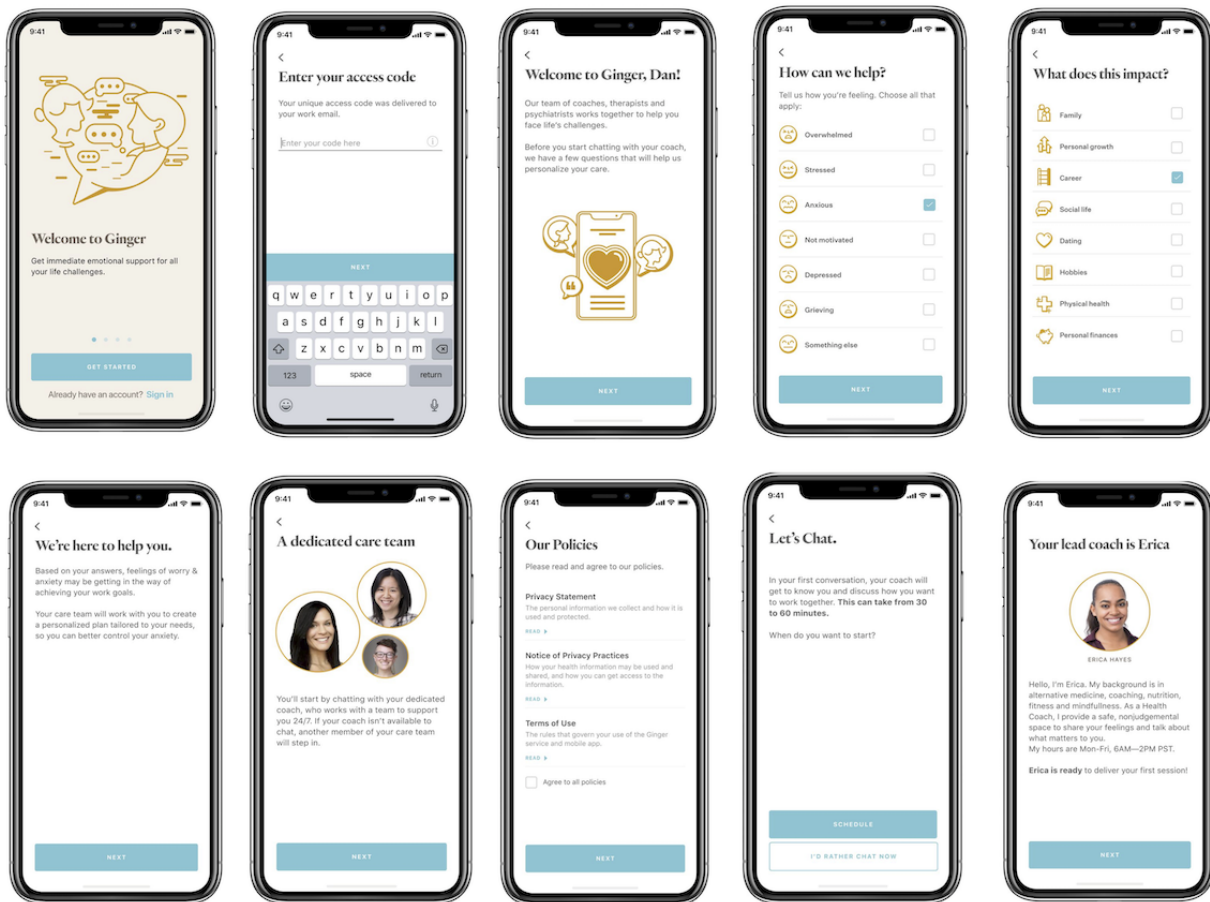 9:41
Welcome to Ginger
Get immediate emotional support for all
your life challenges.
GET STARTED
Already have an account? Sign in
9:41
Enter your access code
Your unique access code was delivered to
your work email.
Enter your code here
NEXT
q w e r t y u i o p
a s d f g h j k l
z x c v b n m
123 space return
9:41
Welcome to Ginger, Dan!
Our team of coaches, therapists and
psychiatrists works together to help you
face life's challenges.
Before you start chatting with your coach,
we have a few questions that will help us
personalize your care.
NEXT
9:41
How can we help?
Tell us how you're feeling. Choose all that
apply:
Overwhelmed
Stressed
Anxious
Not motivated
Depressed
Grieving
Something else
NEXT
9:41
What does this impact?
Family
Personal growth
Career
Social life
Dating
Hobbies
Physical health
Personal finances
NEXT
9:41
We're here to help you.
Based on your answers, feelings of worry &
anxiety may be getting in the way of
achieving your work goals.
Your care team will work with you to create
a personalized plan tailored to your needs,
so you can better control your anxiety.
NEXT
9:41
A dedicated care team
You'll start by chatting with your dedicated
coach, who works with a team to support
you 24/7. If your coach isn't available to
chat, another member of your care team
will step in.
NEXT
9:41
Our Policies
Please read and agree to our policies.
Privacy Statement
The personal information we collect and how it is
used and protected.
READ
Notice of Privacy Practices
How your health information may be used and
shared, and how you can get access to the
information.
READ
Terms of Use
The rules that govern your use of the Ginger
service and mobile app.
READ
Agree to all policies
NEXT
9:41
Let's Chat.
In your first conversation, your coach will
get to know you and discuss how you want
to work together. This can take from 30
to 60 minutes.
When do you want to start?
SCHEDULE
I'D RATHER CHAT NOW
9:41
Your lead coach is Erica
ERICA HAYES
Hello, I'm Erica. My background is in
alternative medicine, coaching, nutrition,
fitness and mindfullness. As a Health
Coach, I provide a safe, nonjudgemental
space to share your feelings and talk about
what matters to you.
My hours are Mon-Fri, 6AM—2PM PST.
Erica is ready to deliver your first session!
NEXT